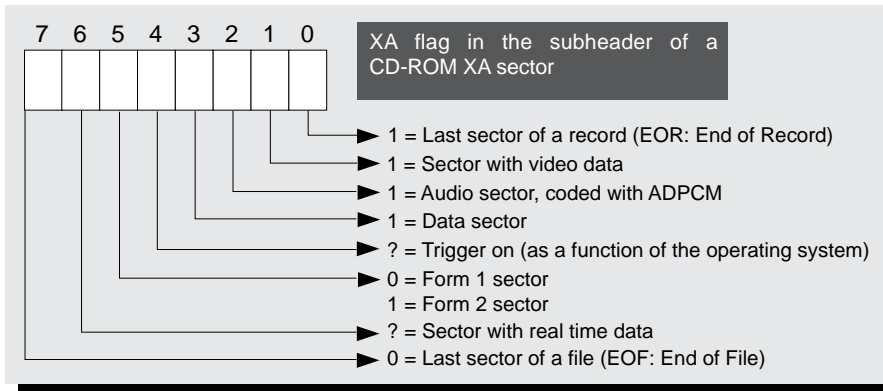 7 6 5 4 3 2 1 0
XA flag in the subheader of a
CD-ROM XA sector
1 = Last sector of a record (EOR: End of Record)
1 = Sector with video data
1 = Audio sector, coded with ADPCM
1 = Data sector
? = Trigger on (as a function of the operating system)
0 = Form 1 sector
1 = Form 2 sector
? = Sector with real time data
0 = Last sector of a file (EOF: End of File)